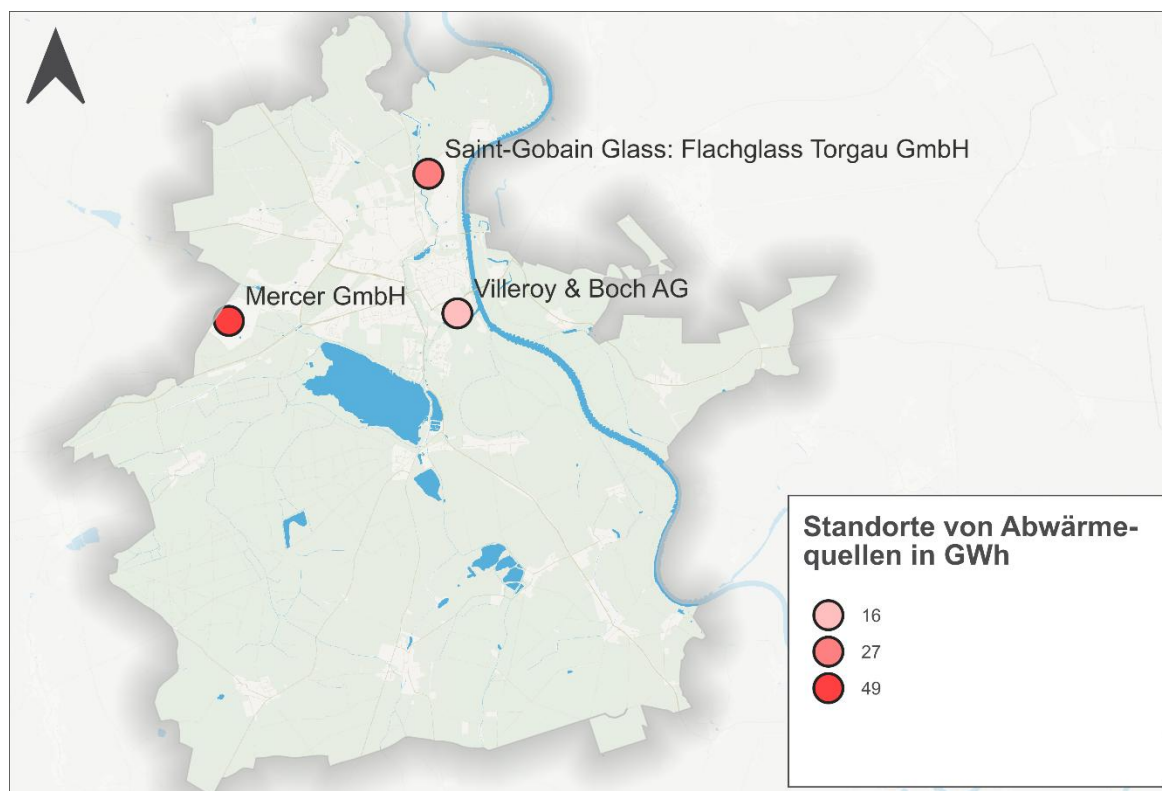 Saint-Gobain Glass: Flachglass Torgau GmbH
Mercer GmbH
Villeroy & Boch AG
Standorte von Abwärme-
quellen in GWh
16
27
49